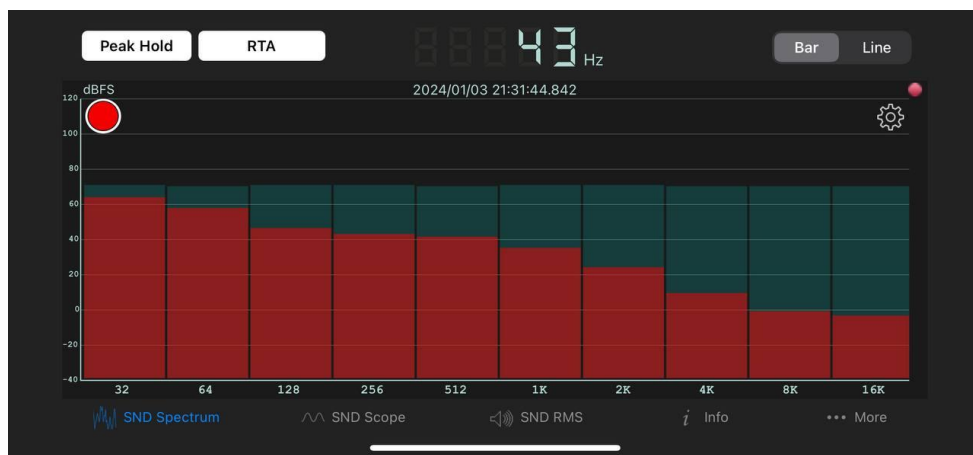 Peak Hold RTA 43 Hz Bar Line
dBFS 2024/01/03 21:31:44.842
120
100
80
60
40
20
0
-20
-40
32 64 128 256 512 1K 2K 4K 8K 16K
SND Spectrum SND Scope SND RMS i Info ••• More